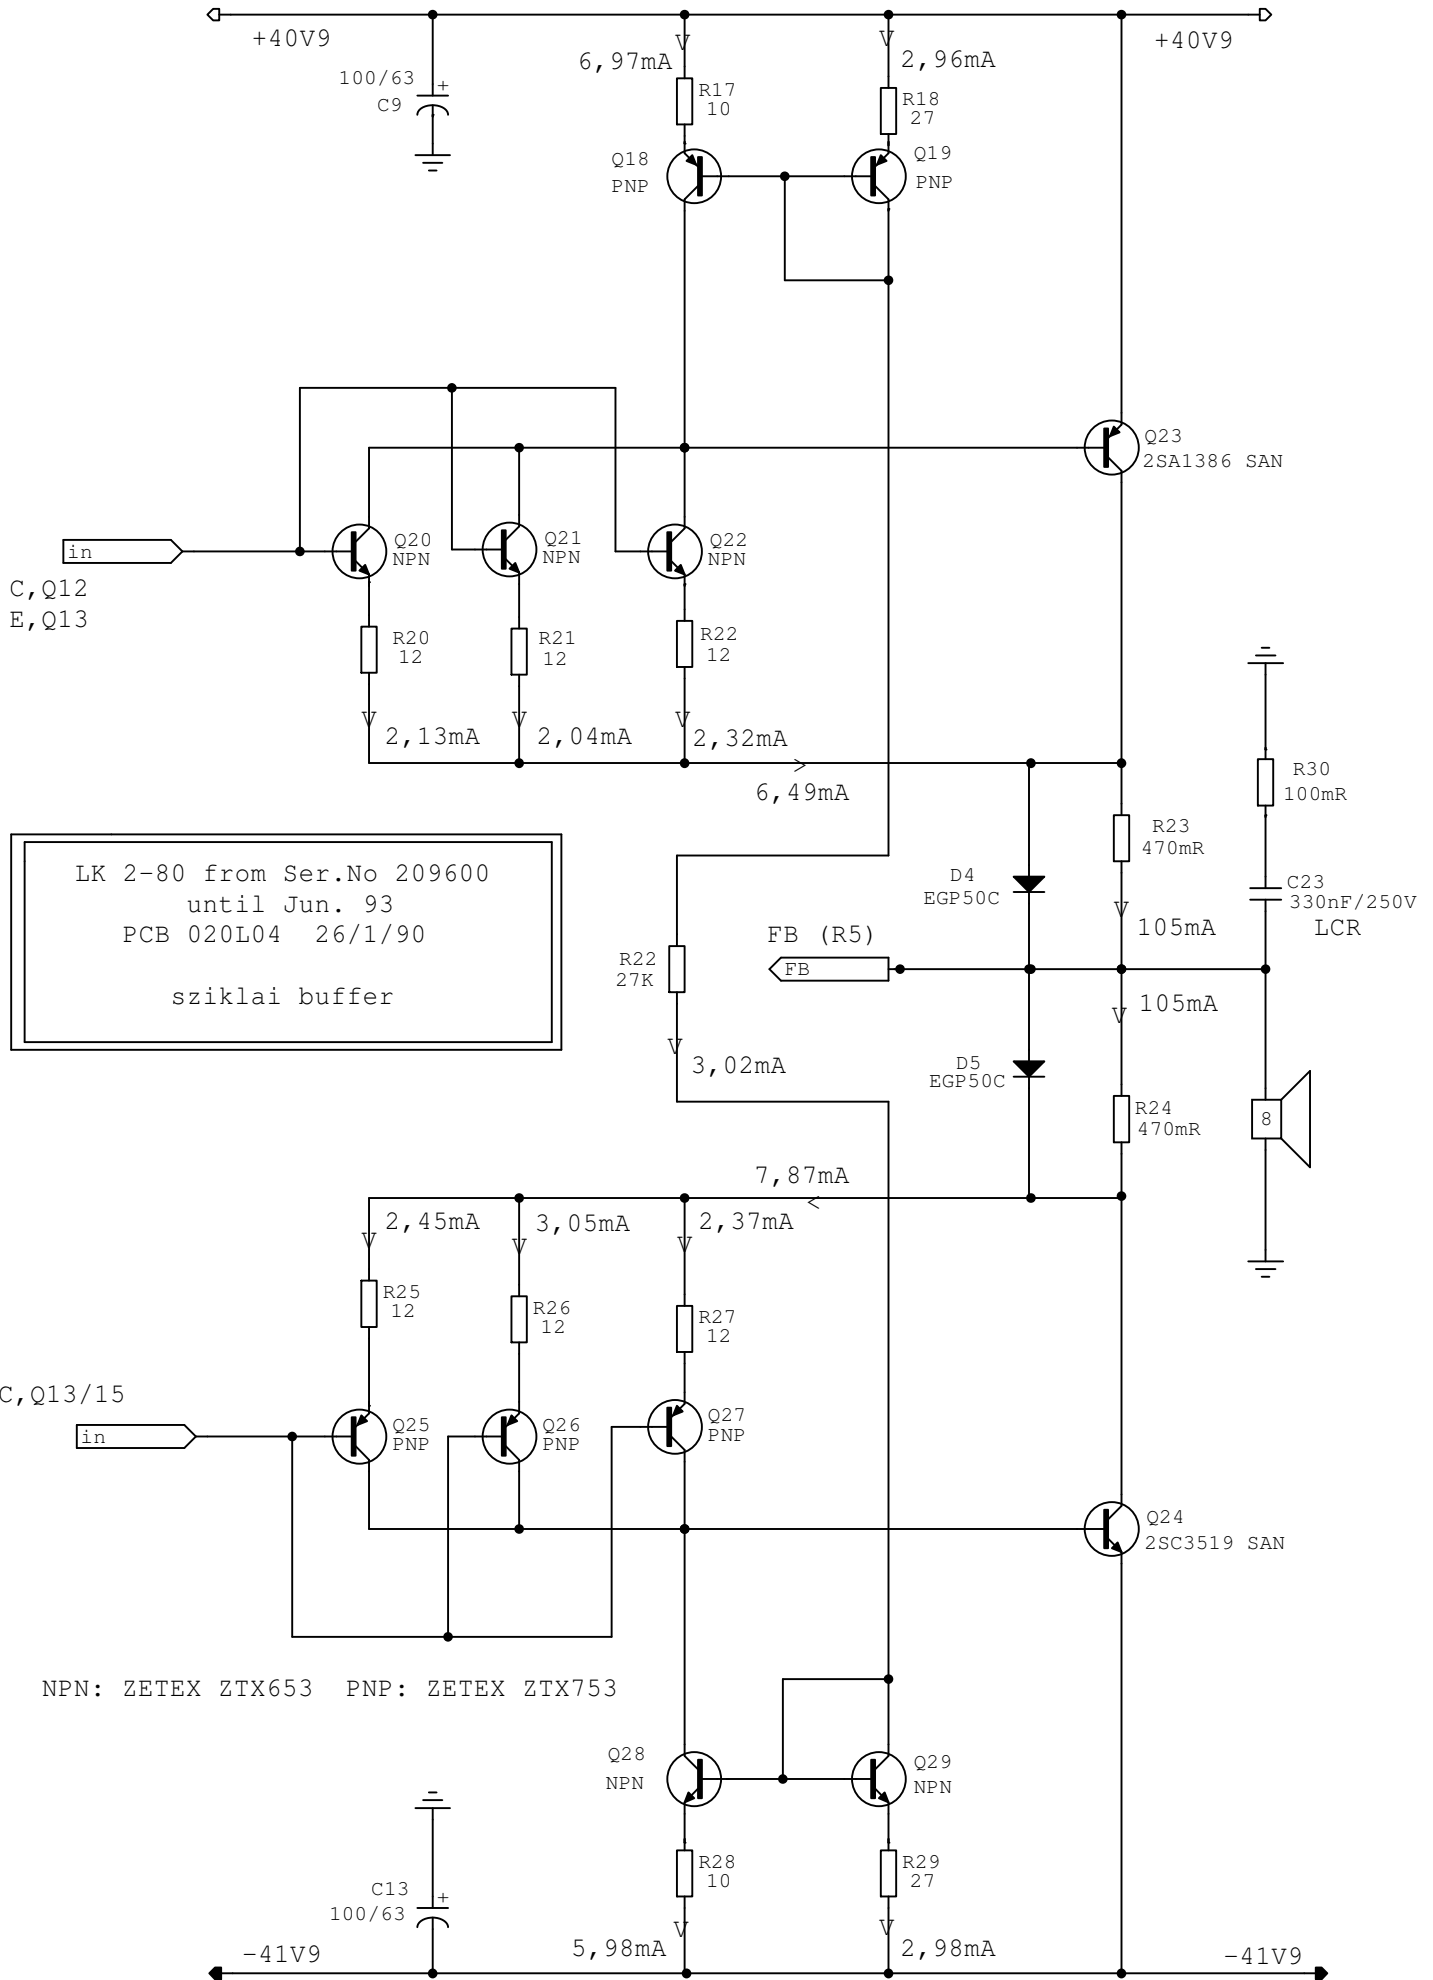 +40V9
+40V9
6,97mA
2,96mA
100/63
+
C9
R17
10
R18
27
Q18
PNP
Q19
PNP
Q23
2SA1386 SAN
in
Q20
NPN
Q21
NPN
Q22
NPN
C,Q12
E,Q13
R20
12
R21
12
R22
12
2,13mA
2,04mA
2,32mA
6,49mA
R30
100mR
R23
470mR
LK 2-80 from Ser.No 209600
until Jun. 93
PCB 020L04 26/1/90
sziklai buffer
D4
EGP50C
C23
330nF/250V
LCR
105mA
FB (R5)
FB
R22
27K
105mA
3,02mA
D5
EGP50C
R24
470mR
8
7,87mA
2,45mA
3,05mA
2,37mA
R25
12
R26
12
R27
12
C,Q13/15
in
Q25
PNP
Q26
PNP
Q27
PNP
Q24
2SC3519 SAN
NPN: ZETEX ZTX653 PNP: ZETEX ZTX753
Q28
NPN
Q29
NPN
R28
10
R29
27
C13
+
100/63
-41V9
5,98mA
2,98mA
-41V9